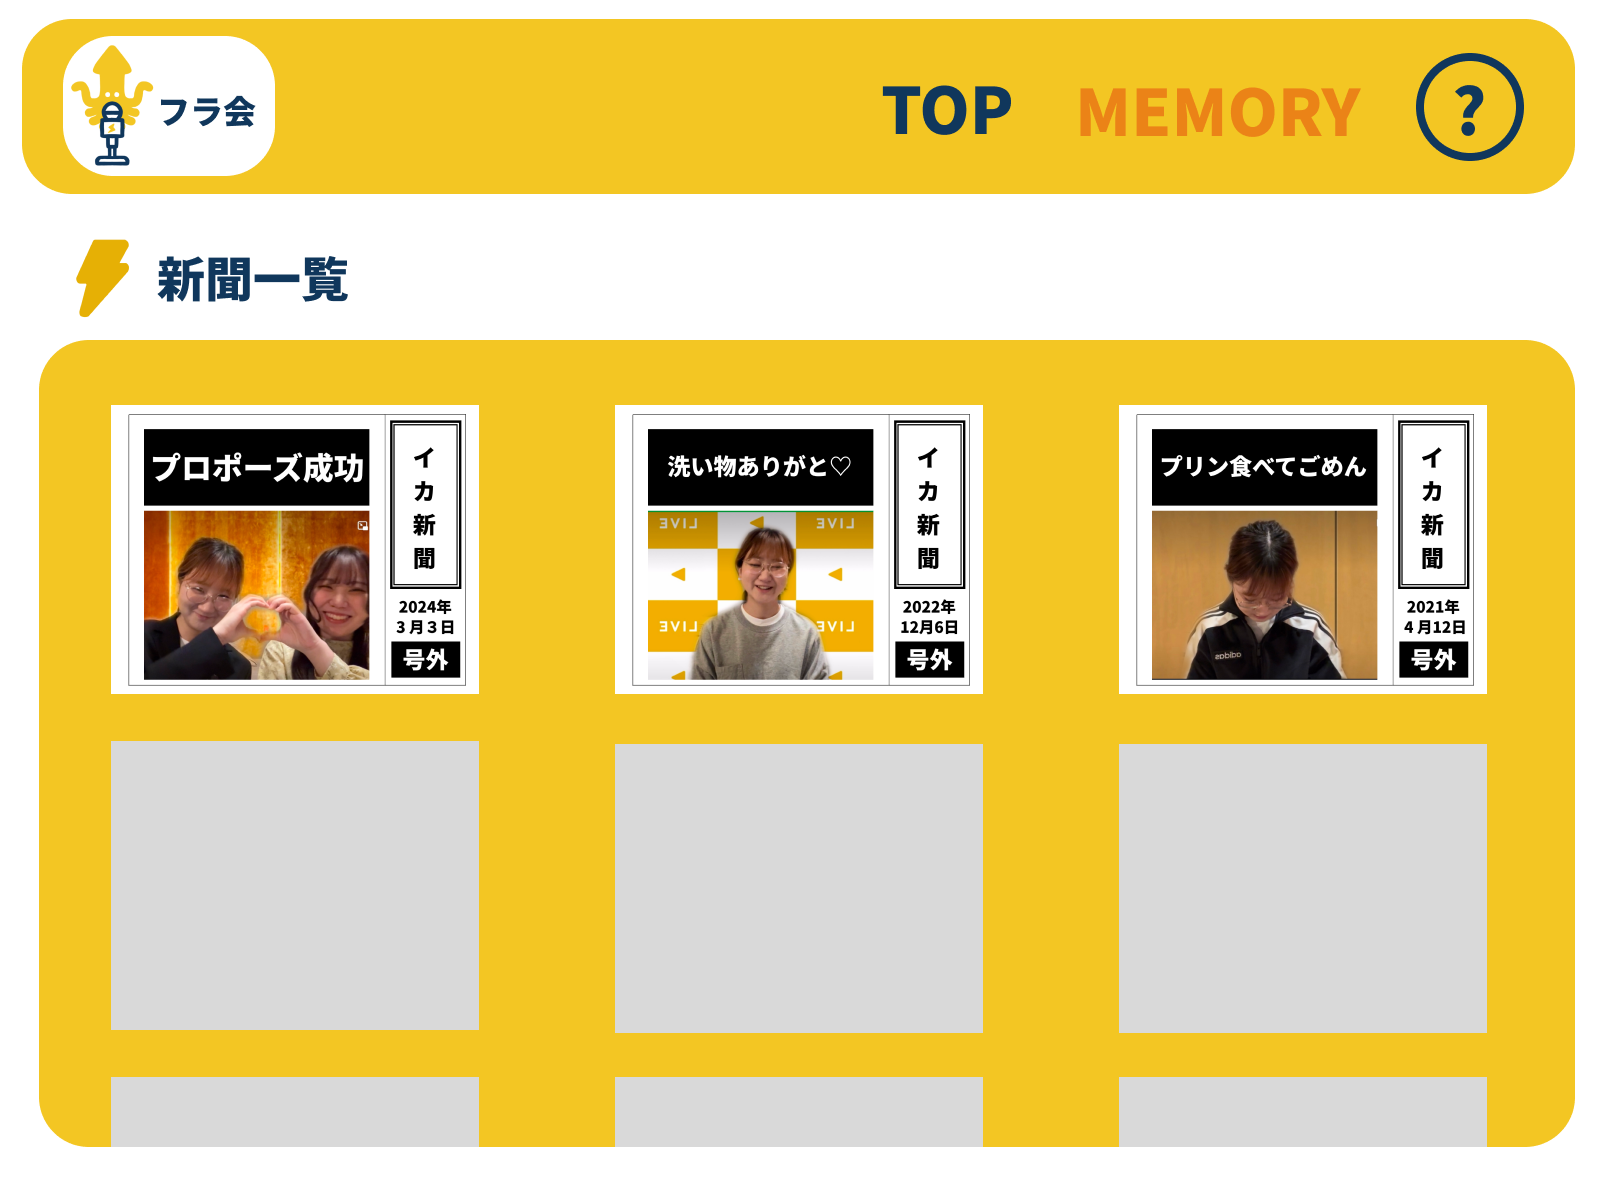 フラ会
TOP
MEMORY
?
新聞一覧
プロポーズ成功
イカ新聞
2024年
3月3日
号外
洗い物ありがと♡
LIVE
LIVE
LIVE
LIVE
イカ新聞
2022年
12月6日
号外
プリン食べてごめん
adidas
イカ新聞
2021年
4月12日
号外